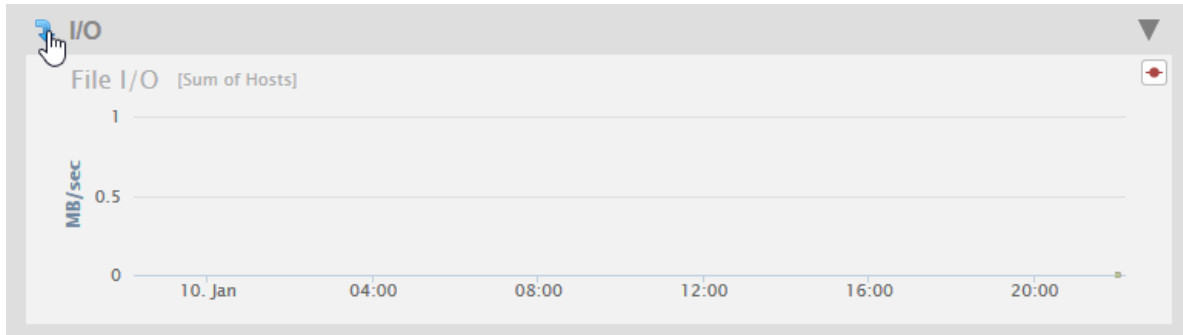 I/O
File I/O [Sum of Hosts]
1
MB/sec
0.5
0
10. Jan 04:00 08:00 12:00 16:00 20:00